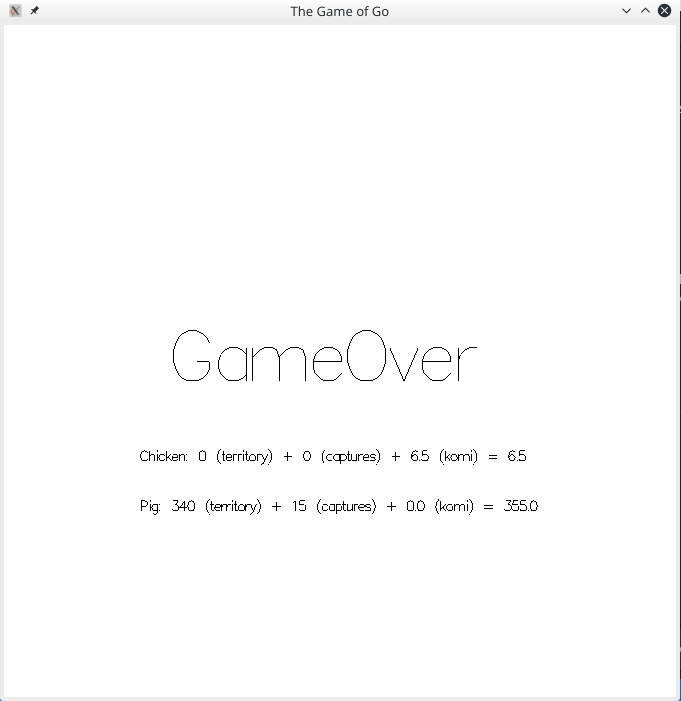 The Game of Go
GameOver
Chicken: 0 (territory) + 0 (captures) + 6.5 (komi) = 6.5
Pig: 340 (territory) + 15 (captures) + 0.0 (komi) = 355.0